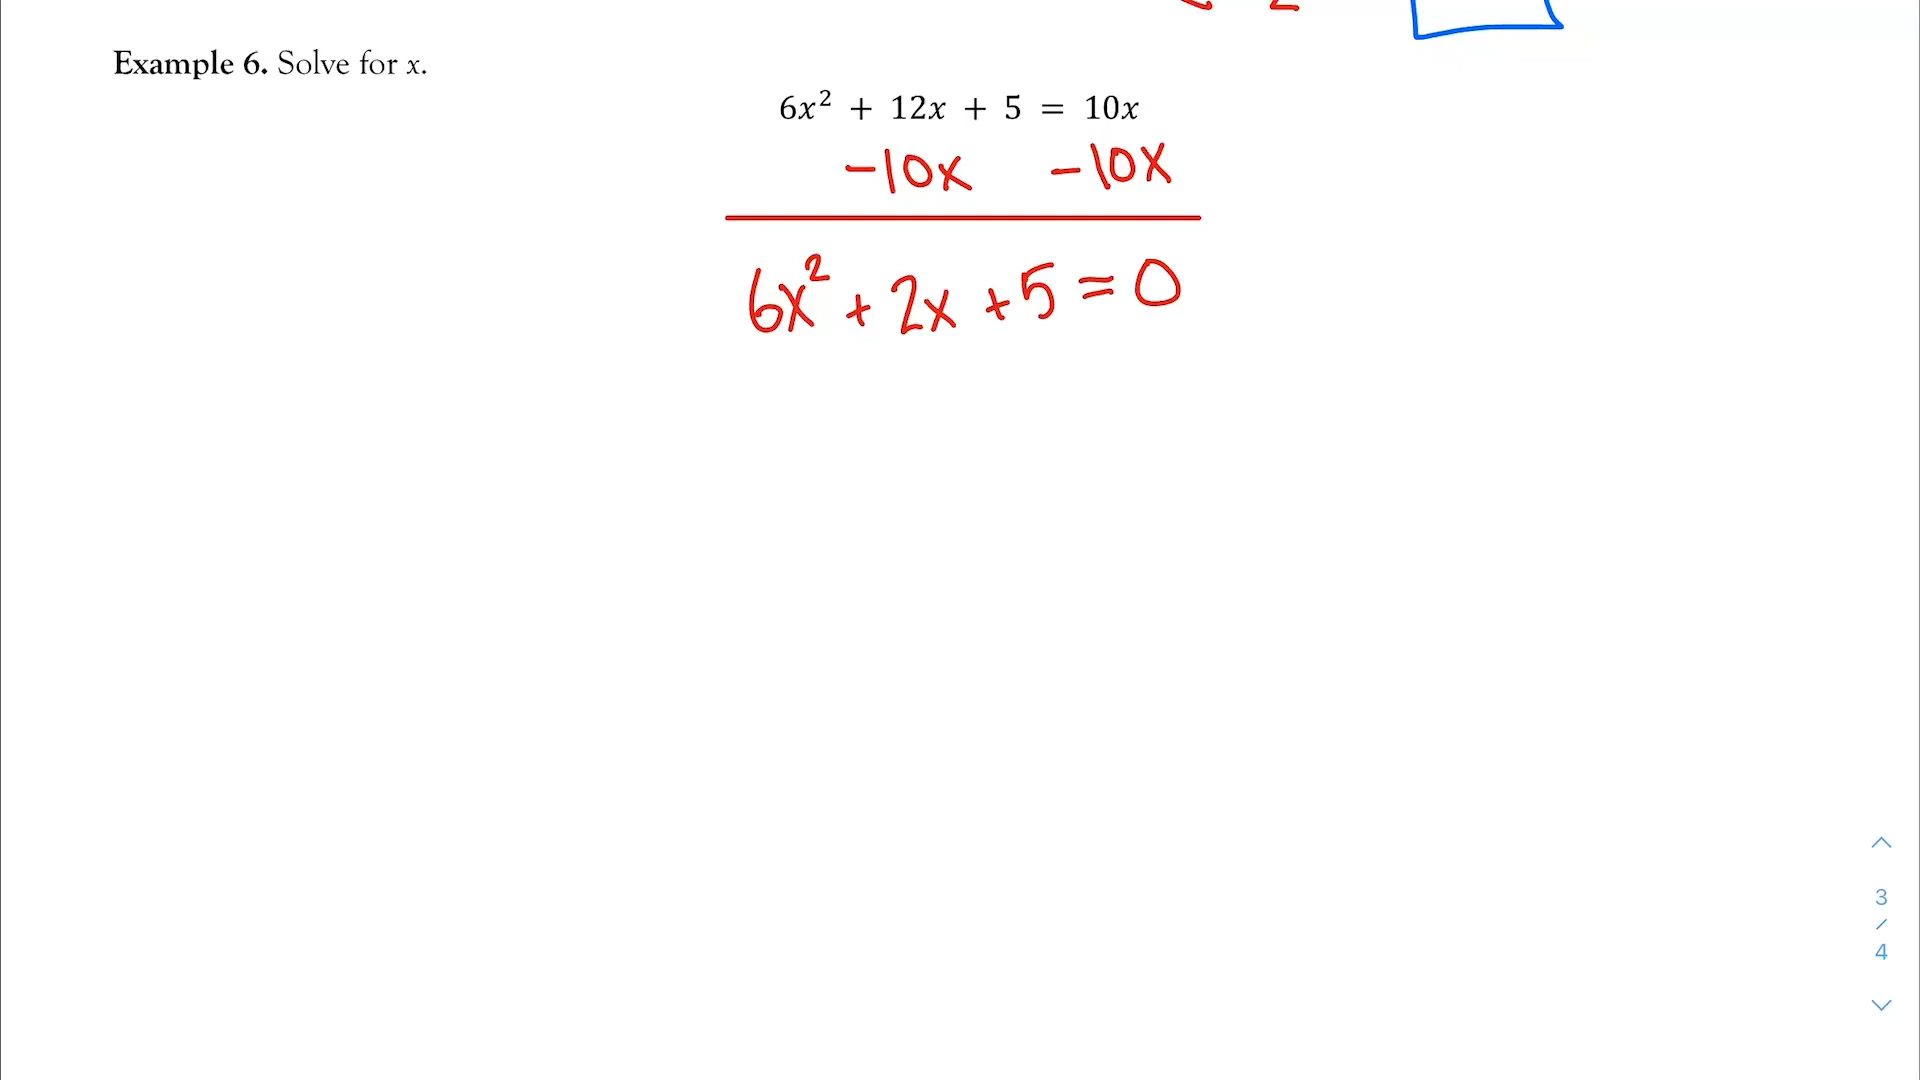 Example 6. Solve for x.
6x² + 12x + 5 = 10x
-10x -10x
6x² + 2x + 5 = 0
3
/
4